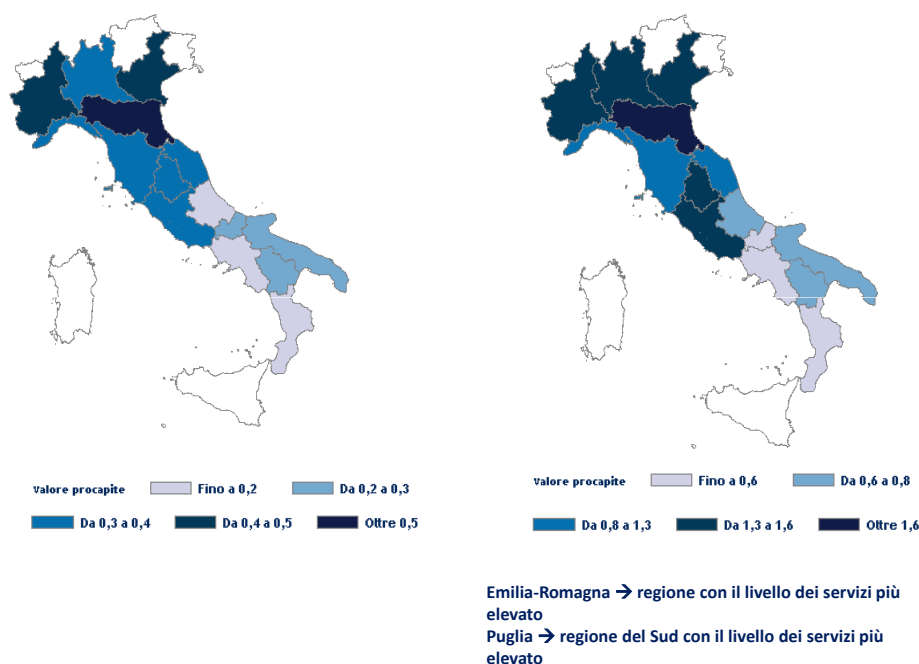 Valore procapite
Fino a 0,2
Da 0,2 a 0,3
Da 0,3 a 0,4
Da 0,4 a 0,5
Oltre 0,5
Valore procapite
Fino a 0,6
Da 0,6 a 0,8
Da 0,8 a 1,3
Da 1,3 a 1,6
Oltre 1,6
Emilia-Romagna → regione con il livello dei servizi più
elevato
Puglia → regione del Sud con il livello dei servizi più
elevato